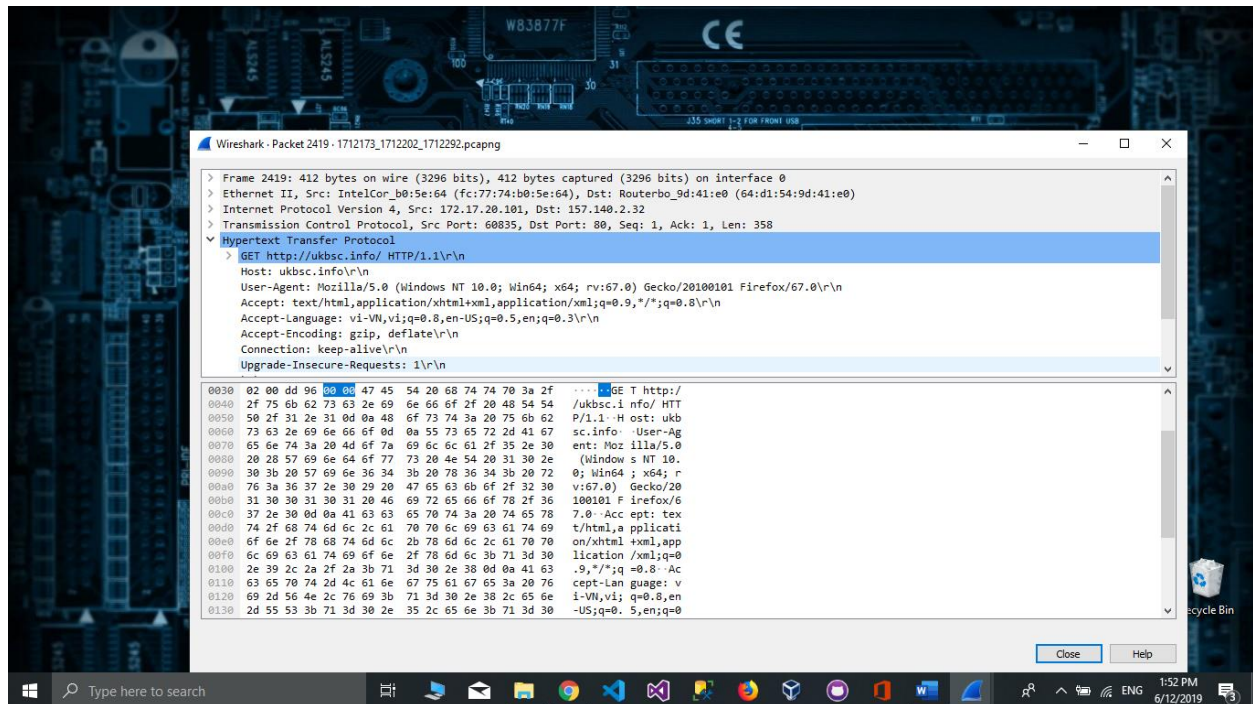 W83877F
CE
ALS245
ALS245
100
31
30
RN20 RN19 RN18
J35 SHORT 1-2 FOR FRONT USB
Wireshark · Packet 2419 · 1712173_1712202_1712292.pcapng
> Frame 2419: 412 bytes on wire (3296 bits), 412 bytes captured (3296 bits) on interface 0
> Ethernet II, Src: IntelCor_b0:5e:64 (fc:77:74:b0:5e:64), Dst: Routerbo_9d:41:e0 (64:d1:54:9d:41:e0)
> Internet Protocol Version 4, Src: 172.17.20.101, Dst: 157.140.2.32
> Transmission Control Protocol, Src Port: 60835, Dst Port: 80, Seq: 1, Ack: 1, Len: 358
Hypertext Transfer Protocol
> GET http://ukbsc.info/ HTTP/1.1\r\n
Host: ukbsc.info\r\n
User-Agent: Mozilla/5.0 (Windows NT 10.0; Win64; x64; rv:67.0) Gecko/20100101 Firefox/67.0\r\n
Accept: text/html,application/xhtml+xml,application/xml;q=0.9,*/*;q=0.8\r\n
Accept-Language: vi-VN,vi;q=0.8,en-US;q=0.5,en;q=0.3\r\n
Accept-Encoding: gzip, deflate\r\n
Connection: keep-alive\r\n
Upgrade-Insecure-Requests: 1\r\n
0030 02 00 dd 96 00 00 47 45 54 20 68 74 74 70 3a 2f ······GE T http:/
0040 2f 75 6b 62 73 63 2e 69 6e 66 6f 2f 20 48 54 54 /ukbsc.i nfo/ HTT
0050 50 2f 31 2e 31 0d 0a 48 6f 73 74 3a 20 75 6b 62 P/1.1··H ost: ukb
0060 73 63 2e 69 6e 66 6f 0d 0a 55 73 65 72 2d 41 67 sc.info· ·User-Ag
0070 65 6e 74 3a 20 4d 6f 7a 69 6c 6c 61 2f 35 2e 30 ent: Moz illa/5.0
0080 20 28 57 69 6e 64 6f 77 73 20 4e 54 20 31 30 2e (Window s NT 10.
0090 30 3b 20 57 69 6e 36 34 3b 20 78 36 34 3b 20 72 0; Win64 ; x64; r
00a0 76 3a 36 37 2e 30 29 20 47 65 63 6b 6f 2f 32 30 v:67.0) Gecko/20
00b0 31 30 30 31 30 31 20 46 69 72 65 66 6f 78 2f 36 100101 F irefox/6
00c0 37 2e 30 0d 0a 41 63 63 65 70 74 3a 20 74 65 78 7.0··Acc ept: tex
00d0 74 2f 68 74 6d 6c 2c 61 70 70 6c 69 63 61 74 69 t/html,a pplicati
00e0 6f 6e 2f 78 68 74 6d 6c 2b 78 6d 6c 2c 61 70 70 on/xhtml +xml,app
00f0 6c 69 63 61 74 69 6f 6e 2f 78 6d 6c 3b 71 3d 30 lication /xml;q=0
0100 2e 39 2c 2a 2f 2a 3b 71 3d 30 2e 38 0d 0a 41 63 .9,*/*;q =0.8··Ac
0110 63 65 70 74 2d 4c 61 6e 67 75 61 67 65 3a 20 76 cept-Lan guage: v
0120 69 2d 56 4e 2c 76 69 3b 71 3d 30 2e 38 2c 65 6e i-VN,vi; q=0.8,en
0130 2d 55 53 3b 71 3d 30 2e 35 2c 65 6e 3b 71 3d 30 -US;q=0. 5,en;q=0
Close Help
ecycle Bin
S245
Type here to search
ENG
1:52 PM
6/12/2019
3